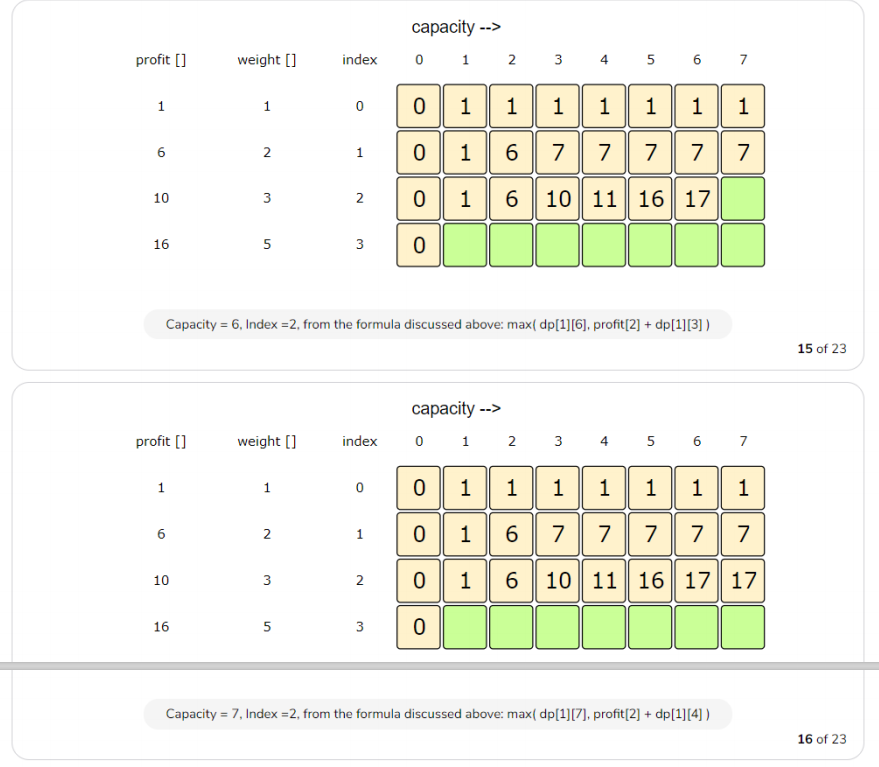 capacity -->
profit [] weight [] index 0 1 2 3 4 5 6 7
1 1 0 0 1 1 1 1 1 1 1
6 2 1 0 1 6 7 7 7 7 7
10 3 2 0 1 6 10 11 16 17
16 5 3 0
Capacity = 6, Index =2, from the formula discussed above: max( dp[1][6], profit[2] + dp[1][3] )
15 of 23
capacity -->
profit [] weight [] index 0 1 2 3 4 5 6 7
1 1 0 0 1 1 1 1 1 1 1
6 2 1 0 1 6 7 7 7 7 7
10 3 2 0 1 6 10 11 16 17 17
16 5 3 0
Capacity = 7, Index =2, from the formula discussed above: max( dp[1][7], profit[2] + dp[1][4] )
16 of 23